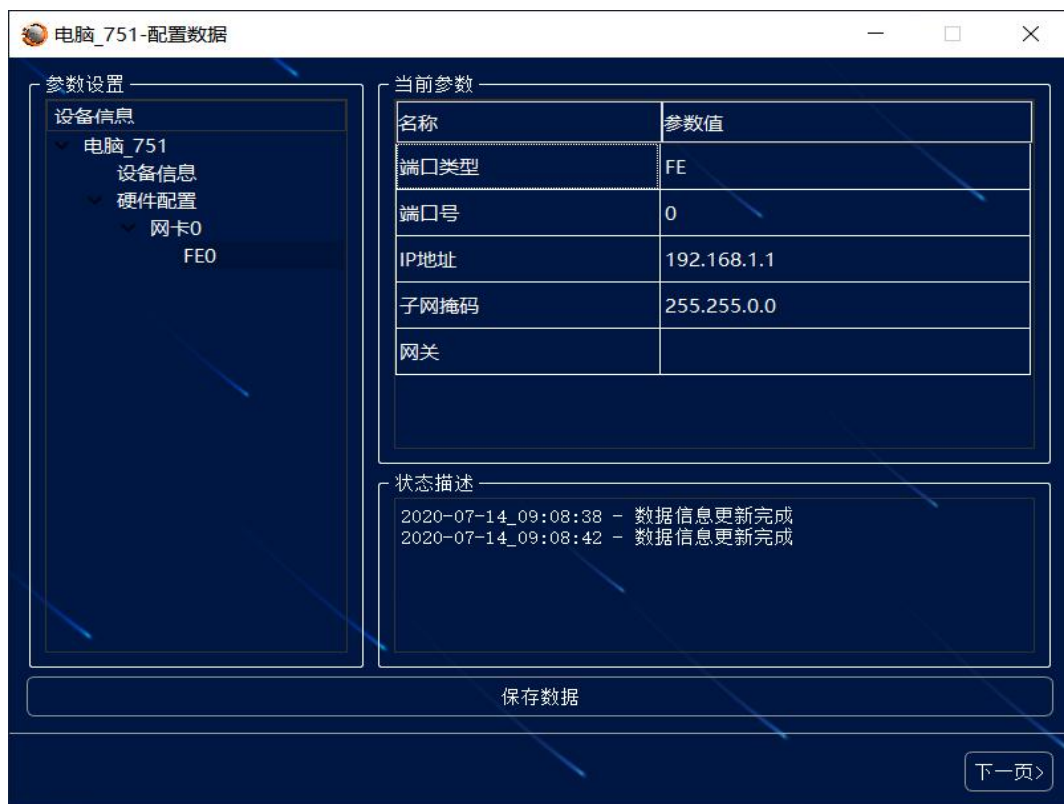 电脑_751-配置数据
参数设置
设备信息
电脑_751
设备信息
硬件配置
网卡0
FE0
当前参数
名称 参数值
端口类型 FE
端口号 0
IP地址 192.168.1.1
子网掩码 255.255.0.0
网关
状态描述
2020-07-14_09:08:38 - 数据信息更新完成
2020-07-14_09:08:42 - 数据信息更新完成
保存数据
下一页>